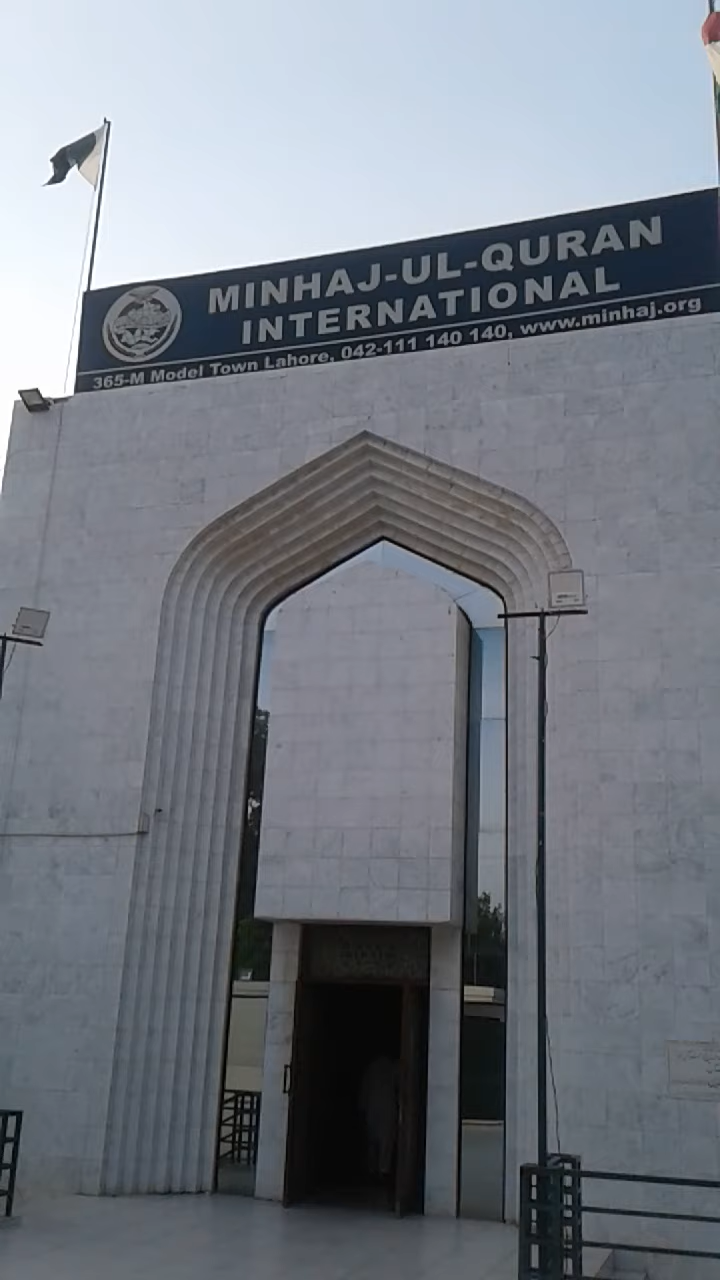 MINHAJ-UL-QURAN
INTERNATIONAL
365-M Model Town Lahore, 042-111 140 140, www.minhaj.org